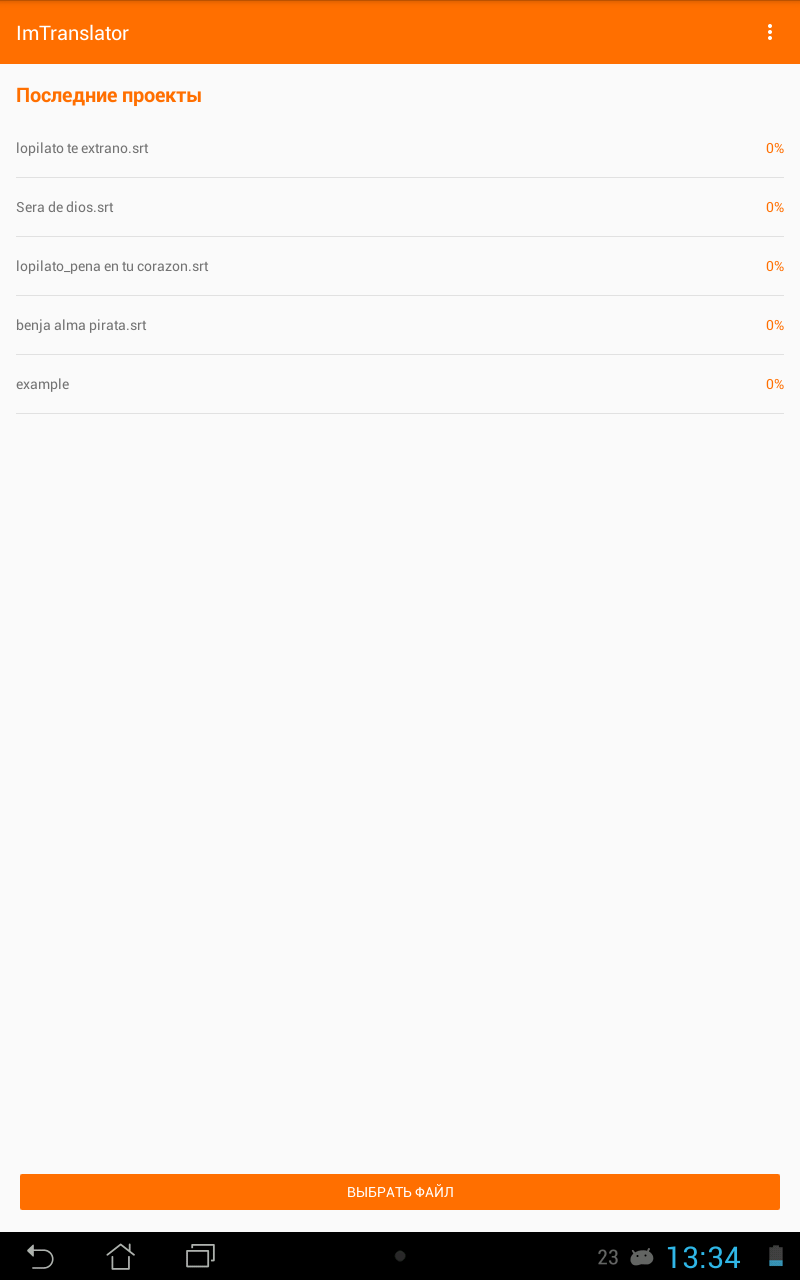 ImTranslator
Последние проекты
lopilato te extrano.srt 0%
Sera de dios.srt 0%
lopilato_pena en tu corazon.srt 0%
benja alma pirata.srt 0%
example 0%
ВЫБРАТЬ ФАЙЛ
23 13:34